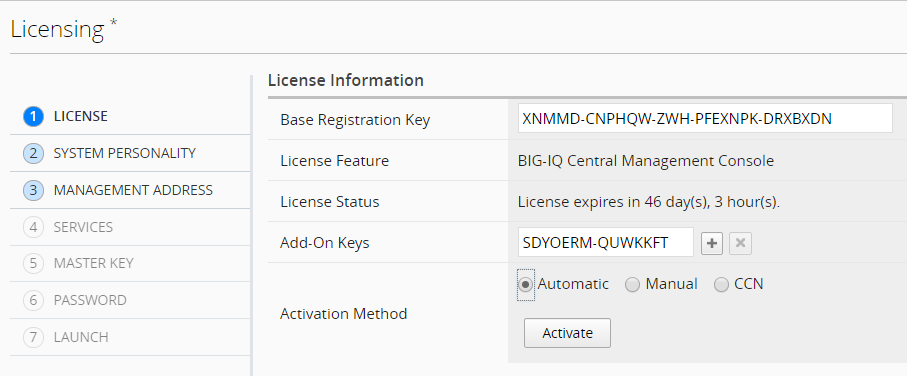 Licensing *
License Information
1 LICENSE
2 SYSTEM PERSONALITY
3 MANAGEMENT ADDRESS
4 SERVICES
5 MASTER KEY
6 PASSWORD
7 LAUNCH
Base Registration Key XNMMD-CNPHQW-ZWH-PFEXNPK-DRXBXDN
License Feature BIG-IQ Central Management Console
License Status License expires in 46 day(s), 3 hour(s).
Add-On Keys SDYOERM-QUWKKFT + ×
Activation Method Automatic Manual CCN
Activate